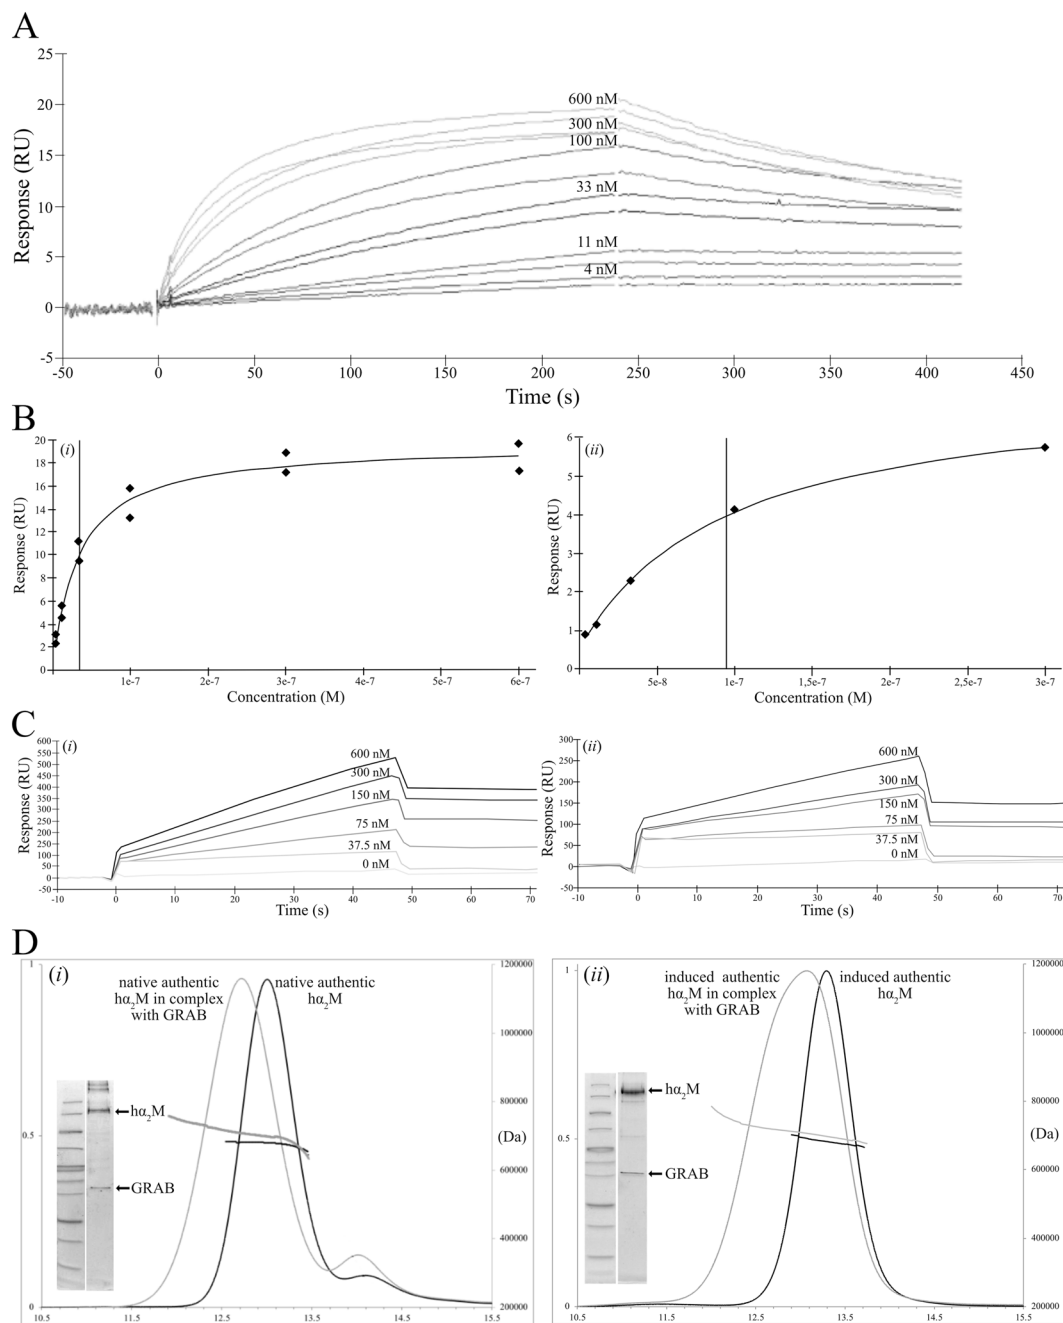 A
25
20
15
10
5
0
-5
Response (RU)
600 nM
300 nM
100 nM
33 nM
11 nM
4 nM
-50 0 50 100 150 200 250 300 350 400 450
Time (s)
B
(i)
20
18
16
14
12
10
8
6
4
2
0
Response (RU)
1e-7 2e-7 3e-7 4e-7 5e-7 6e-7
Concentration (M)
(ii)
6
5
4
3
2
1
0
Response (RU)
5e-8 1e-7 1,5e-7 2e-7 2,5e-7 3e-7
Concentration (M)
C
(i)
600
550
500
450
400
350
300
250
200
150
100
50
0
-50
Response (RU)
600 nM
300 nM
150 nM
75 nM
37.5 nM
0 nM
-10 0 10 20 30 40 50 60 70
Time (s)
(ii)
300
250
200
150
100
50
0
-50
Response (RU)
600 nM
300 nM
150 nM
75 nM
37.5 nM
0 nM
-10 0 10 20 30 40 50 60 70
Time (s)
D
(i)
1
0.5
0
native authentic
hα₂M in complex
with GRAB
native authentic
hα₂M
hα₂M
GRAB
1200000
1000000
800000
(Da)
600000
400000
200000
10.5 11.5 12.5 13.5 14.5 15.5
(ii)
1
0.5
0
induced authentic
hα₂M in complex
with GRAB
induced authentic
hα₂M
hα₂M
GRAB
1200000
1000000
800000
(Da)
600000
400000
200000
10.5 11.5 12.5 13.5 14.5 15.5